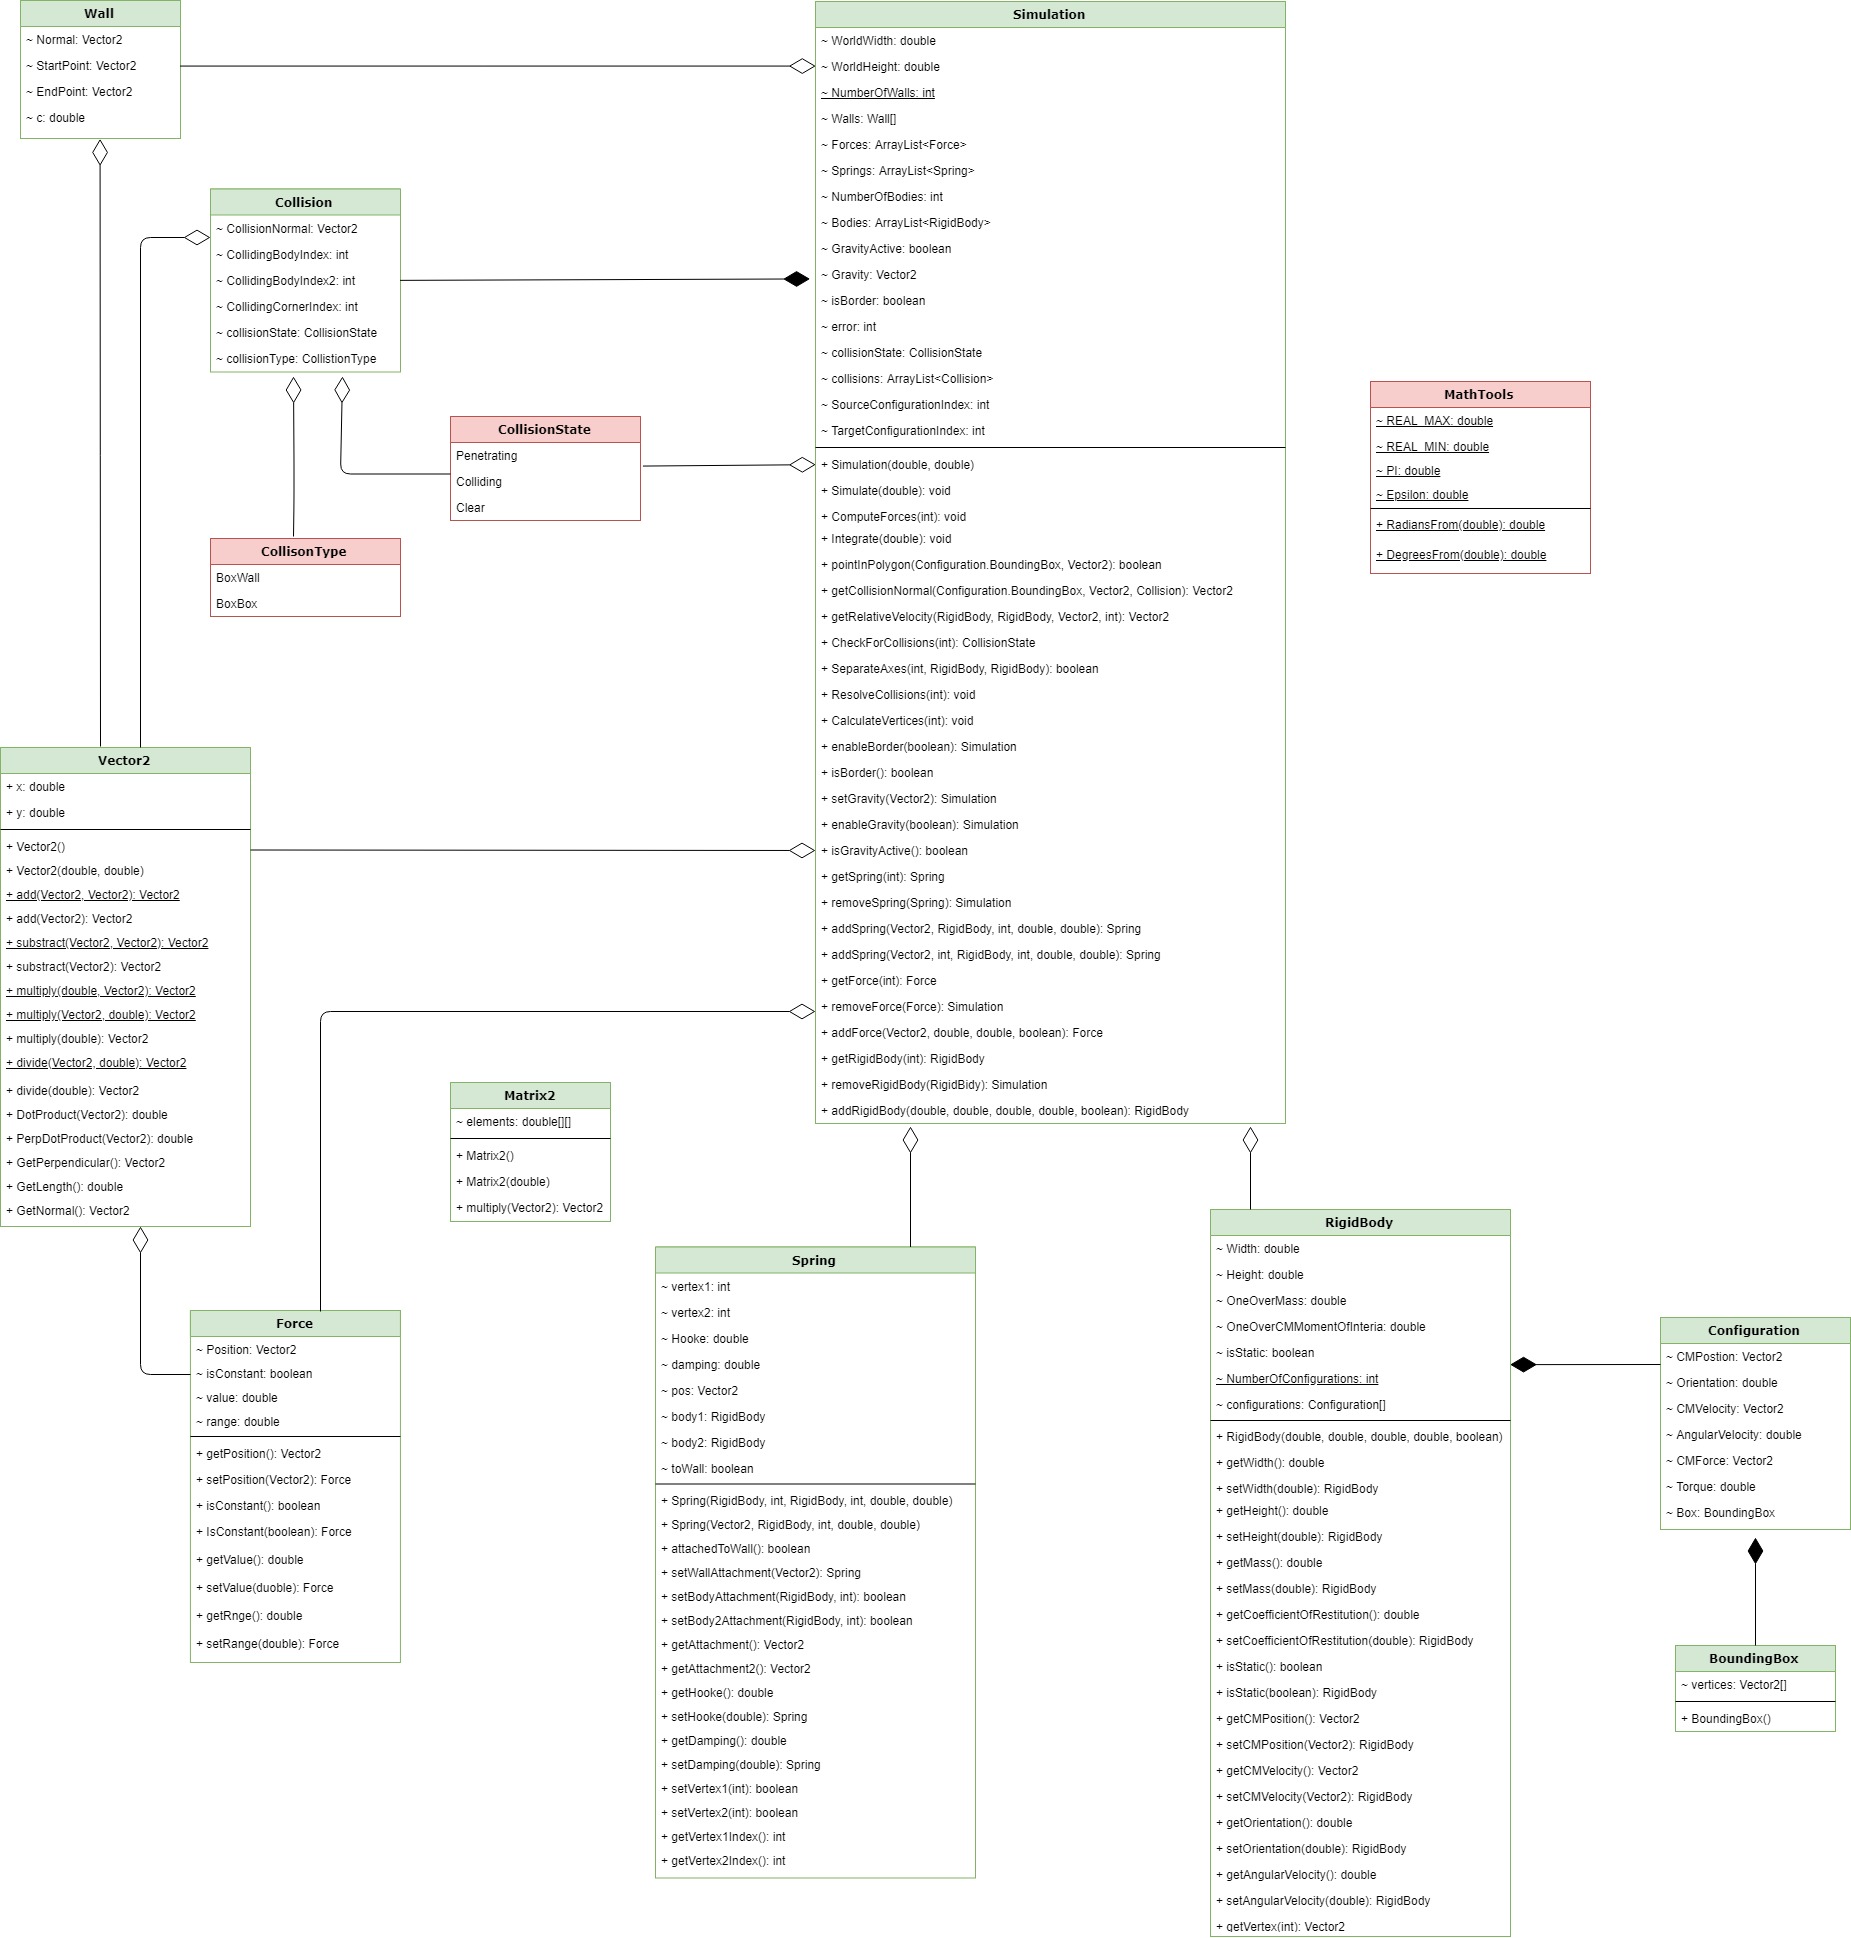 Wall
~ Normal: Vector2
~ StartPoint: Vector2
~ EndPoint: Vector2
~ c: double
Simulation
~ WorldWidth: double
~ WorldHeight: double
~ NumberOfWalls: int
~ Walls: Wall[]
~ Forces: ArrayList<Force>
~ Springs: ArrayList<Spring>
~ NumberOfBodies: int
~ Bodies: ArrayList<RigidBody>
~ GravityActive: boolean
~ Gravity: Vector2
~ isBorder: boolean
~ error: int
~ collisionState: CollisionState
~ collisions: ArrayList<Collision>
~ SourceConfigurationIndex: int
~ TargetConfigurationIndex: int
+ Simulation(double, double)
+ Simulate(double): void
+ ComputeForces(int): void
+ Integrate(double): void
+ pointInPolygon(Configuration.BoundingBox, Vector2): boolean
+ getCollisionNormal(Configuration.BoundingBox, Vector2, Collision): Vector2
+ getRelativeVelocity(RigidBody, RigidBody, Vector2, int): Vector2
+ CheckForCollisions(int): CollisionState
+ SeparateAxes(int, RigidBody, RigidBody): boolean
+ ResolveCollisions(int): void
+ CalculateVertices(int): void
+ enableBorder(boolean): Simulation
+ isBorder(): boolean
+ setGravity(Vector2): Simulation
+ enableGravity(boolean): Simulation
+ isGravityActive(): boolean
+ getSpring(int): Spring
+ removeSpring(Spring): Simulation
+ addSpring(Vector2, RigidBody, int, double, double): Spring
+ addSpring(Vector2, int, RigidBody, int, double, double): Spring
+ getForce(int): Force
+ removeForce(Force): Simulation
+ addForce(Vector2, double, double, boolean): Force
+ getRigidBody(int): RigidBody
+ removeRigidBody(RigidBidy): Simulation
+ addRigidBody(double, double, double, double, boolean): RigidBody
Collision
~ CollisionNormal: Vector2
~ CollidingBodyIndex: int
~ CollidingBodyIndex2: int
~ CollidingCornerIndex: int
~ collisionState: CollisionState
~ collisionType: CollistionType
CollisionState
Penetrating
Colliding
Clear
CollisonType
BoxWall
BoxBox
MathTools
~ REAL_MAX: double
~ REAL_MIN: double
~ PI: double
~ Epsilon: double
+ RadiansFrom(double): double
+ DegreesFrom(double): double
Vector2
+ x: double
+ y: double
+ Vector2()
+ Vector2(double, double)
+ add(Vector2, Vector2): Vector2
+ add(Vector2): Vector2
+ substract(Vector2, Vector2): Vector2
+ substract(Vector2): Vector2
+ multiply(double, Vector2): Vector2
+ multiply(Vector2, double): Vector2
+ multiply(double): Vector2
+ divide(Vector2, double): Vector2
+ divide(double): Vector2
+ DotProduct(Vector2): double
+ PerpDotProduct(Vector2): double
+ GetPerpendicular(): Vector2
+ GetLength(): double
+ GetNormal(): Vector2
Matrix2
~ elements: double[][]
+ Matrix2()
+ Matrix2(double)
+ multiply(Vector2): Vector2
Force
~ Position: Vector2
~ isConstant: boolean
~ value: double
~ range: double
+ getPosition(): Vector2
+ setPosition(Vector2): Force
+ isConstant(): boolean
+ IsConstant(boolean): Force
+ getValue(): double
+ setValue(duoble): Force
+ getRnge(): double
+ setRange(double): Force
Spring
~ vertex1: int
~ vertex2: int
~ Hooke: double
~ damping: double
~ pos: Vector2
~ body1: RigidBody
~ body2: RigidBody
~ toWall: boolean
+ Spring(RigidBody, int, RigidBody, int, double, double)
+ Spring(Vector2, RigidBody, int, double, double)
+ attachedToWall(): boolean
+ setWallAttachment(Vector2): Spring
+ setBodyAttachment(RigidBody, int): boolean
+ setBody2Attachment(RigidBody, int): boolean
+ getAttachment(): Vector2
+ getAttachment2(): Vector2
+ getHooke(): double
+ setHooke(double): Spring
+ getDamping(): double
+ setDamping(double): Spring
+ setVertex1(int): boolean
+ setVertex2(int): boolean
+ getVertex1Index(): int
+ getVertex2Index(): int
RigidBody
~ Width: double
~ Height: double
~ OneOverMass: double
~ OneOverCMMomentOfInteria: double
~ isStatic: boolean
~ NumberOfConfigurations: int
~ configurations: Configuration[]
+ RigidBody(double, double, double, double, boolean)
+ getWidth(): double
+ setWidth(double): RigidBody
+ getHeight(): double
+ setHeight(double): RigidBody
+ getMass(): double
+ setMass(double): RigidBody
+ getCoefficientOfRestitution(): double
+ setCoefficientOfRestitution(double): RigidBody
+ isStatic(): boolean
+ isStatic(boolean): RigidBody
+ getCMPosition(): Vector2
+ setCMPosition(Vector2): RigidBody
+ getCMVelocity(): Vector2
+ setCMVelocity(Vector2): RigidBody
+ getOrientation(): double
+ setOrientation(double): RigidBody
+ getAngularVelocity(): double
+ setAngularVelocity(double): RigidBody
+ getVertex(int): Vector2
Configuration
~ CMPostion: Vector2
~ Orientation: double
~ CMVelocity: Vector2
~ AngularVelocity: double
~ CMForce: Vector2
~ Torque: double
~ Box: BoundingBox
BoundingBox
~ vertices: Vector2[]
+ BoundingBox()